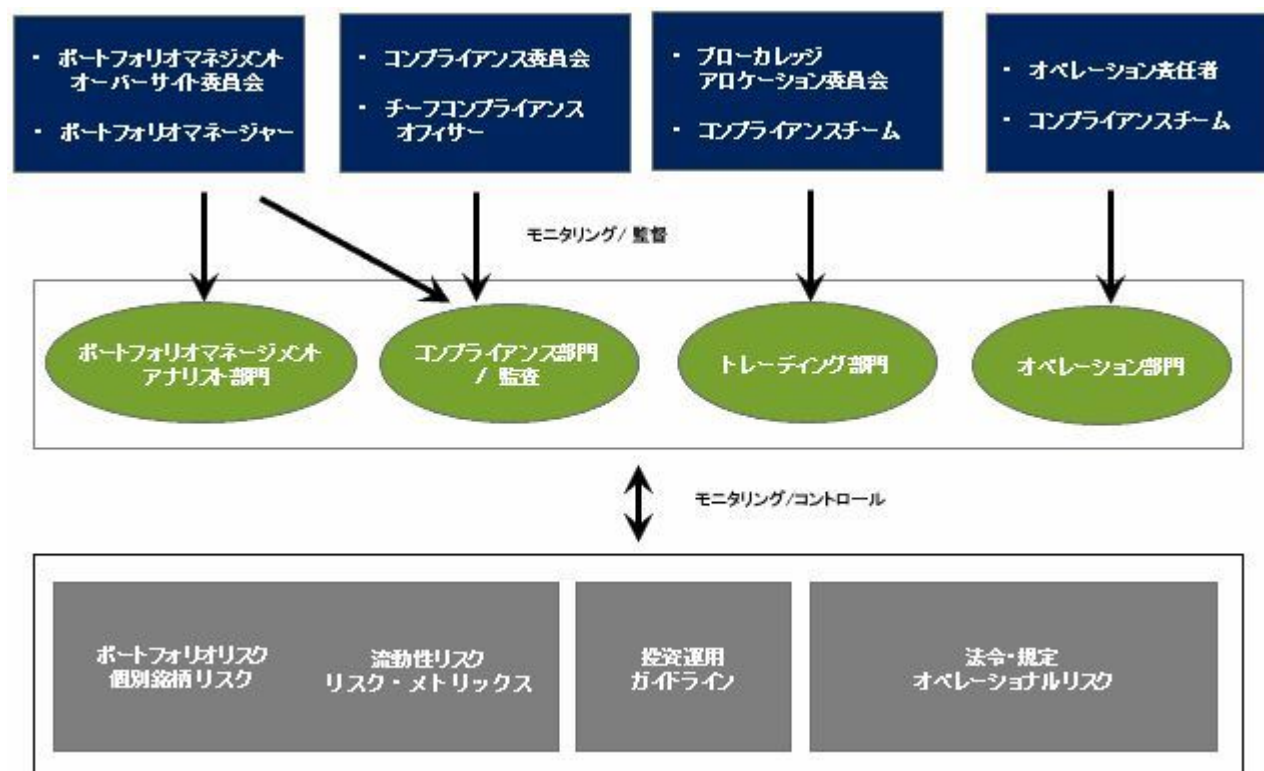 ・ ポートフォリオマネジメント
オーバーサイト委員会
・ ポートフォリオマネージャー
・ コンプライアンス委員会
・ チーフコンプライアンス
オフィサー
・ ブローカレッジ
アロケーション委員会
・ コンプライアンスチーム
・ オペレーション責任者
・ コンプライアンスチーム
モニタリング/ 監督
ポートフォリオマネージメント
アナリスト部門
コンプライアンス部門
/ 監査
トレーディング部門
オペレーション部門
モニタリング/コントロール
ポートフォリオリスク
個別銘柄リスク
流動性リスク
リスク・メトリックス
投資運用
ガイドライン
法令・規定
オペレーショナルリスク